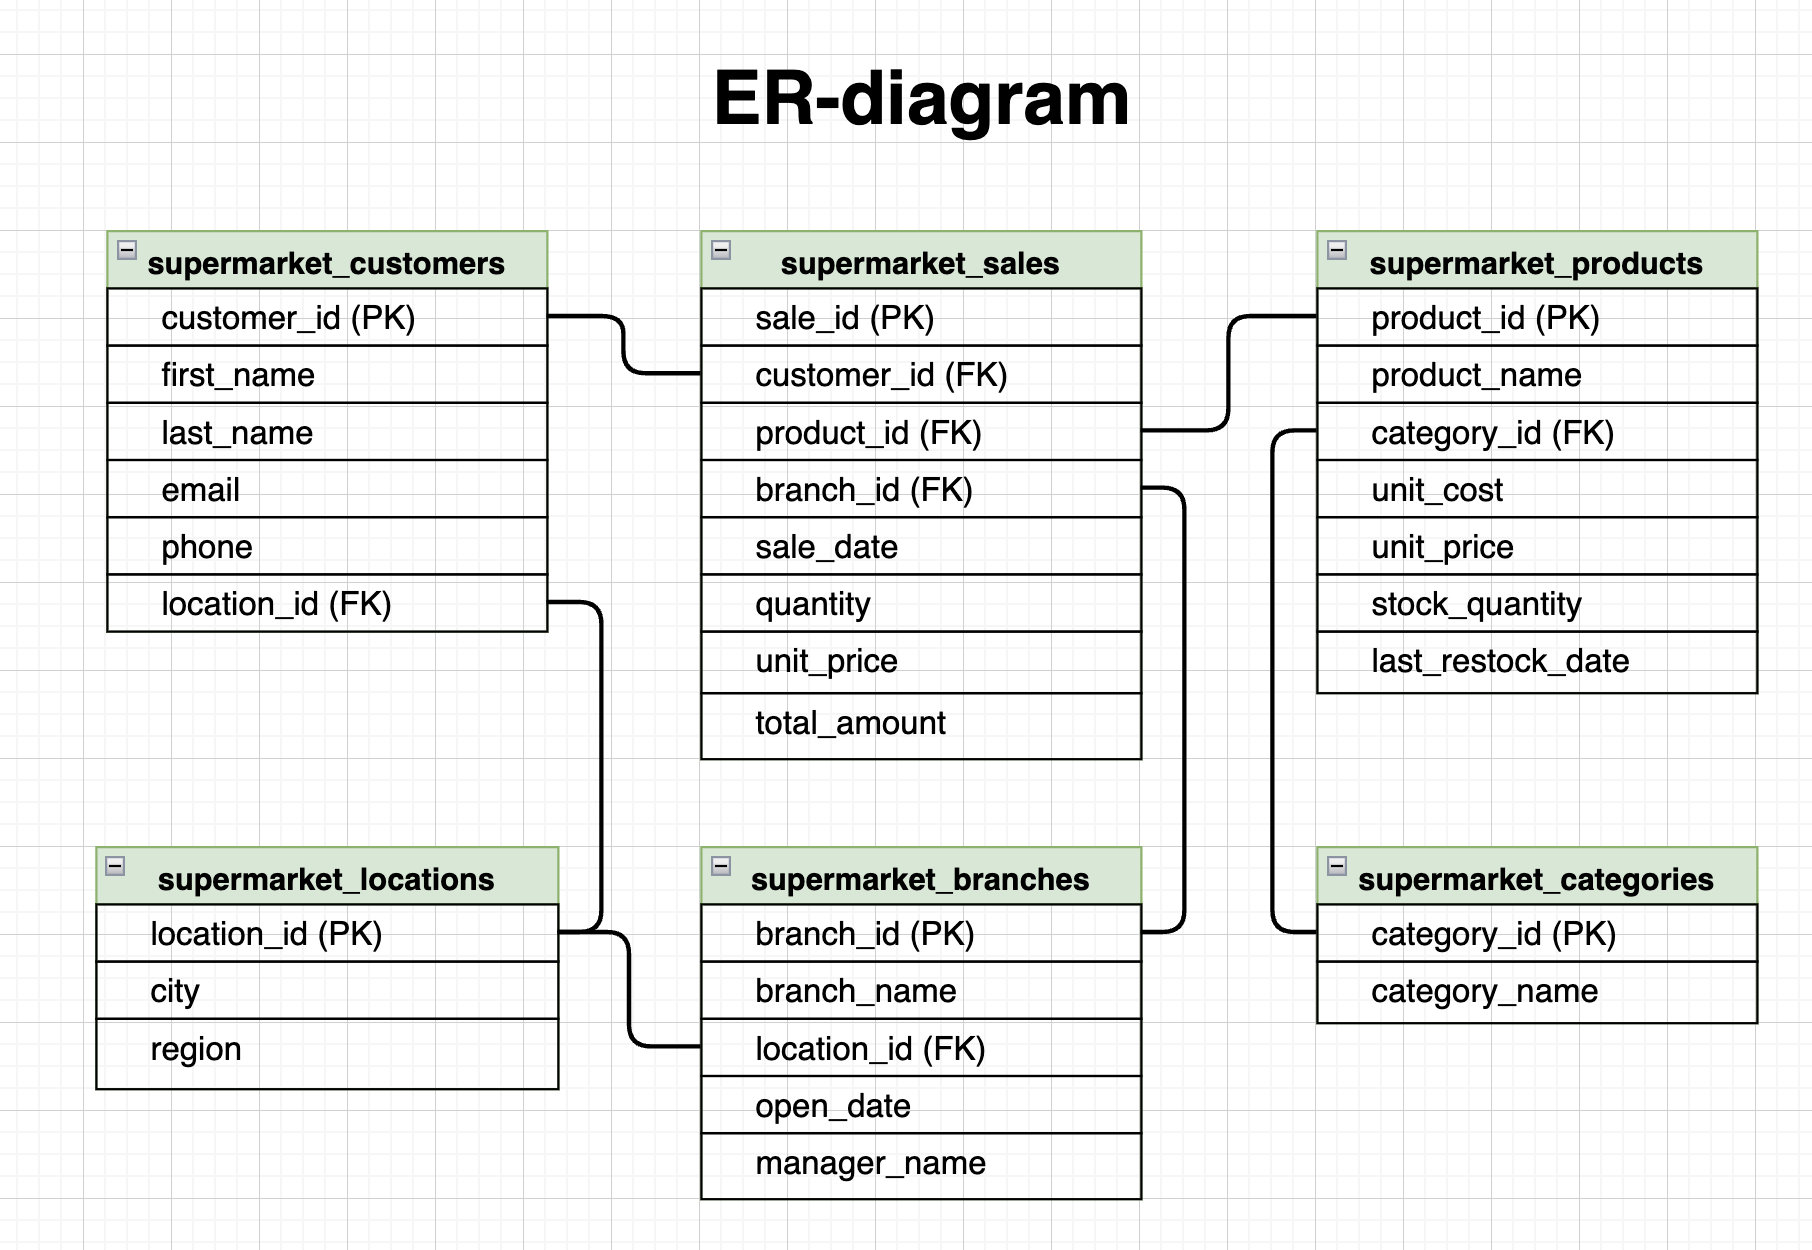 ER-diagram
supermarket_customers
customer_id (PK)
first_name
last_name
email
phone
location_id (FK)
supermarket_sales
sale_id (PK)
customer_id (FK)
product_id (FK)
branch_id (FK)
sale_date
quantity
unit_price
total_amount
supermarket_products
product_id (PK)
product_name
category_id (FK)
unit_cost
unit_price
stock_quantity
last_restock_date
supermarket_locations
location_id (PK)
city
region
supermarket_branches
branch_id (PK)
branch_name
location_id (FK)
open_date
manager_name
supermarket_categories
category_id (PK)
category_name